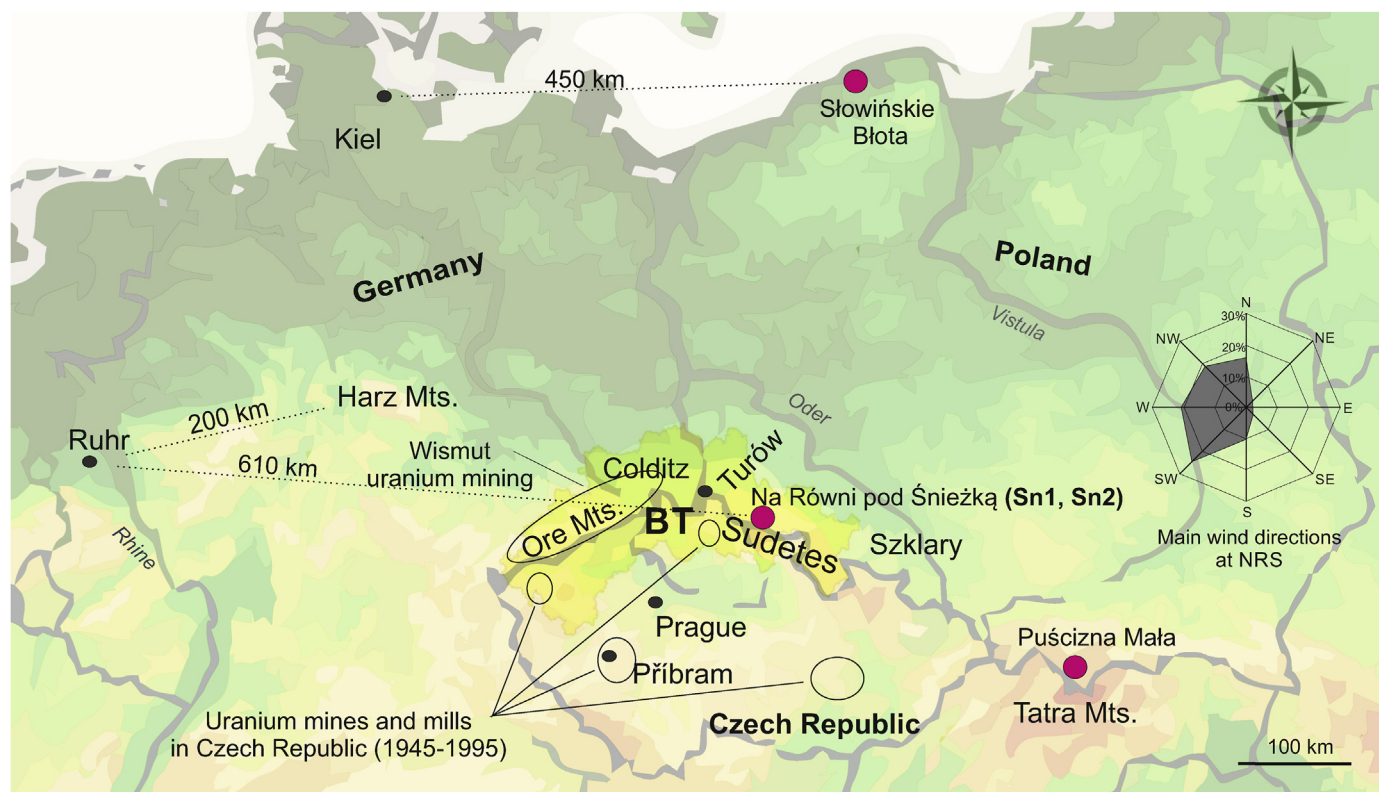 450 km
Kiel
Słowińskie
Błota
Germany
Poland
Vistula
N
30%
NW
NE
20%
10%
W
0%
E
SW
SE
S
Main wind directions
at NRS
Harz Mts.
200 km
Ruhr
610 km
Wismut
uranium mining
Oder
Colditz
Turów
Na Równi pod Śnieżką (Sn1, Sn2)
Ore Mts.
BT
Sudetes
Szklary
Rhine
Prague
Příbram
Puścizna Mała
Tatra Mts.
Uranium mines and mills
in Czech Republic (1945-1995)
Czech Republic
100 km